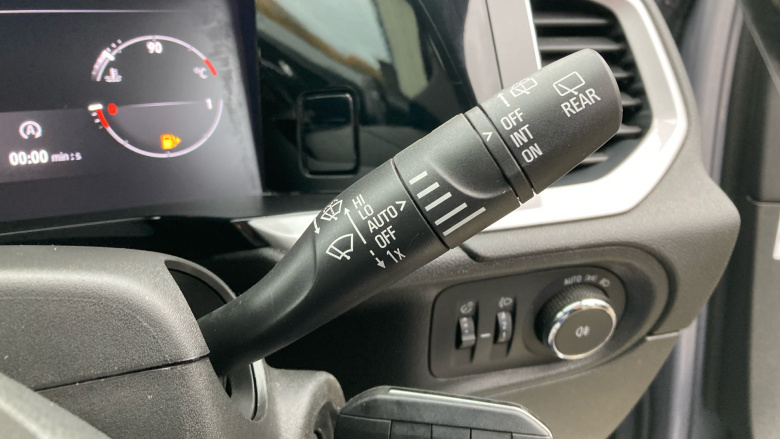 90
°C
1
00:00 min:s
HI
LO
AUTO >
OFF
1x
1
OFF
INT
ON
REAR
AUTO